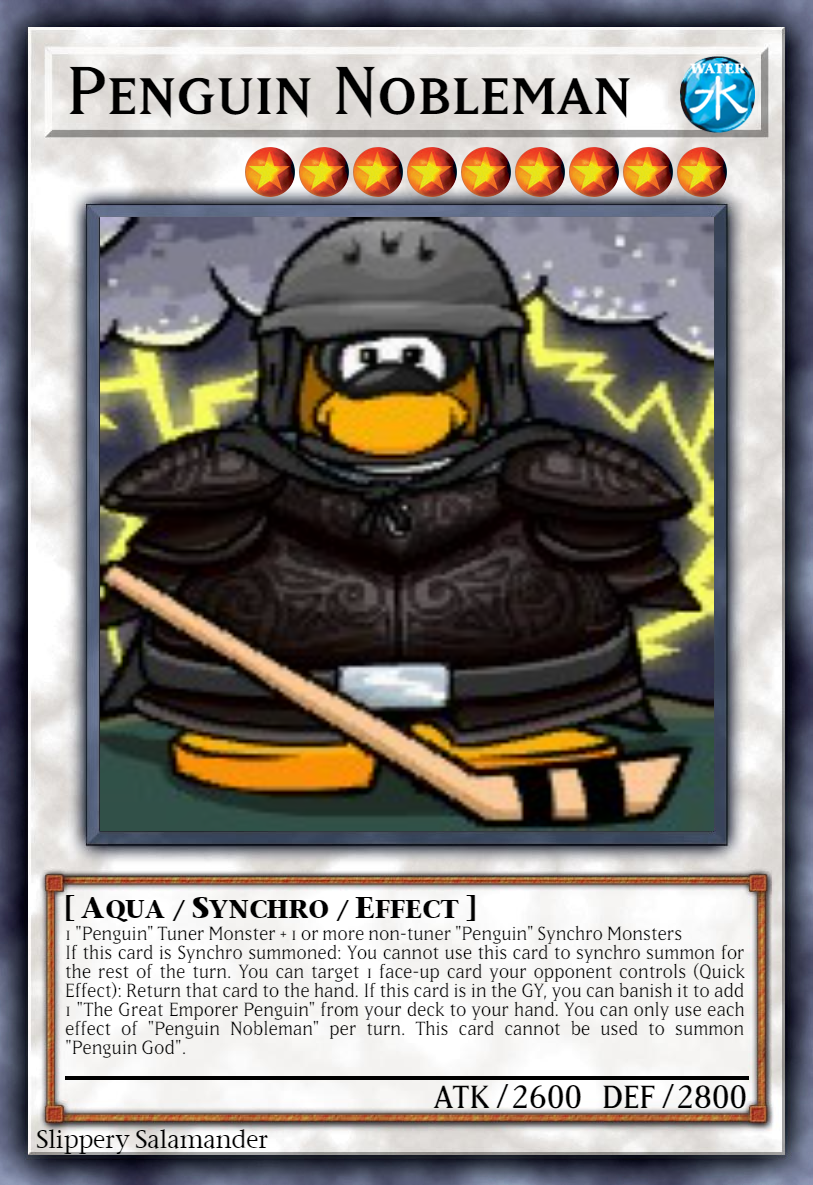 Penguin Nobleman
WATER
水
[ Aqua / Synchro / Effect ]
1 "Penguin" Tuner Monster + 1 or more non-tuner "Penguin" Synchro Monsters
If this card is Synchro summoned: You cannot use this card to synchro summon for
the rest of the turn. You can target 1 face-up card your opponent controls (Quick
Effect): Return that card to the hand. If this card is in the GY, you can banish it to add
1 "The Great Emporer Penguin" from your deck to your hand. You can only use each
effect of "Penguin Nobleman" per turn. This card cannot be used to summon
"Penguin God".
ATK / 2600 DEF / 2800
Slippery Salamander